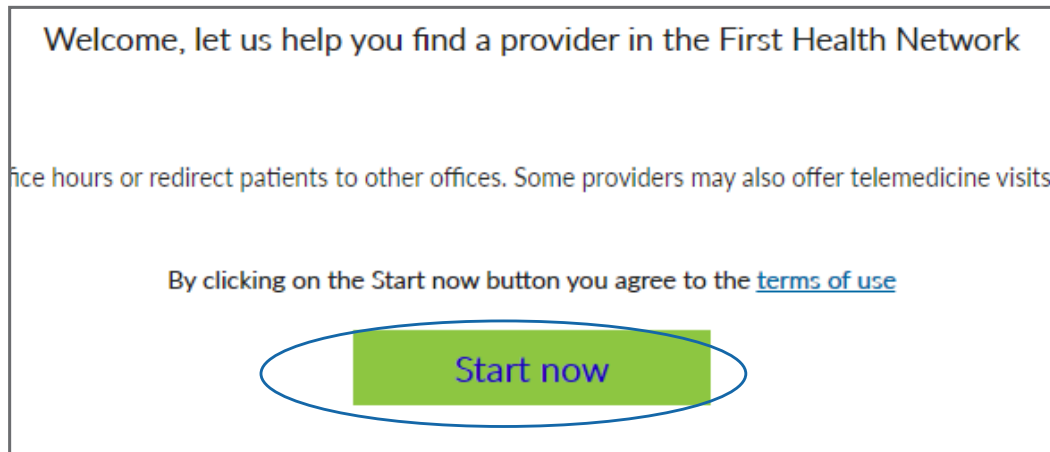 Welcome, let us help you find a provider in the First Health Network
fice hours or redirect patients to other offices. Some providers may also offer telemedicine visits
By clicking on the Start now button you agree to the terms of use
Start now